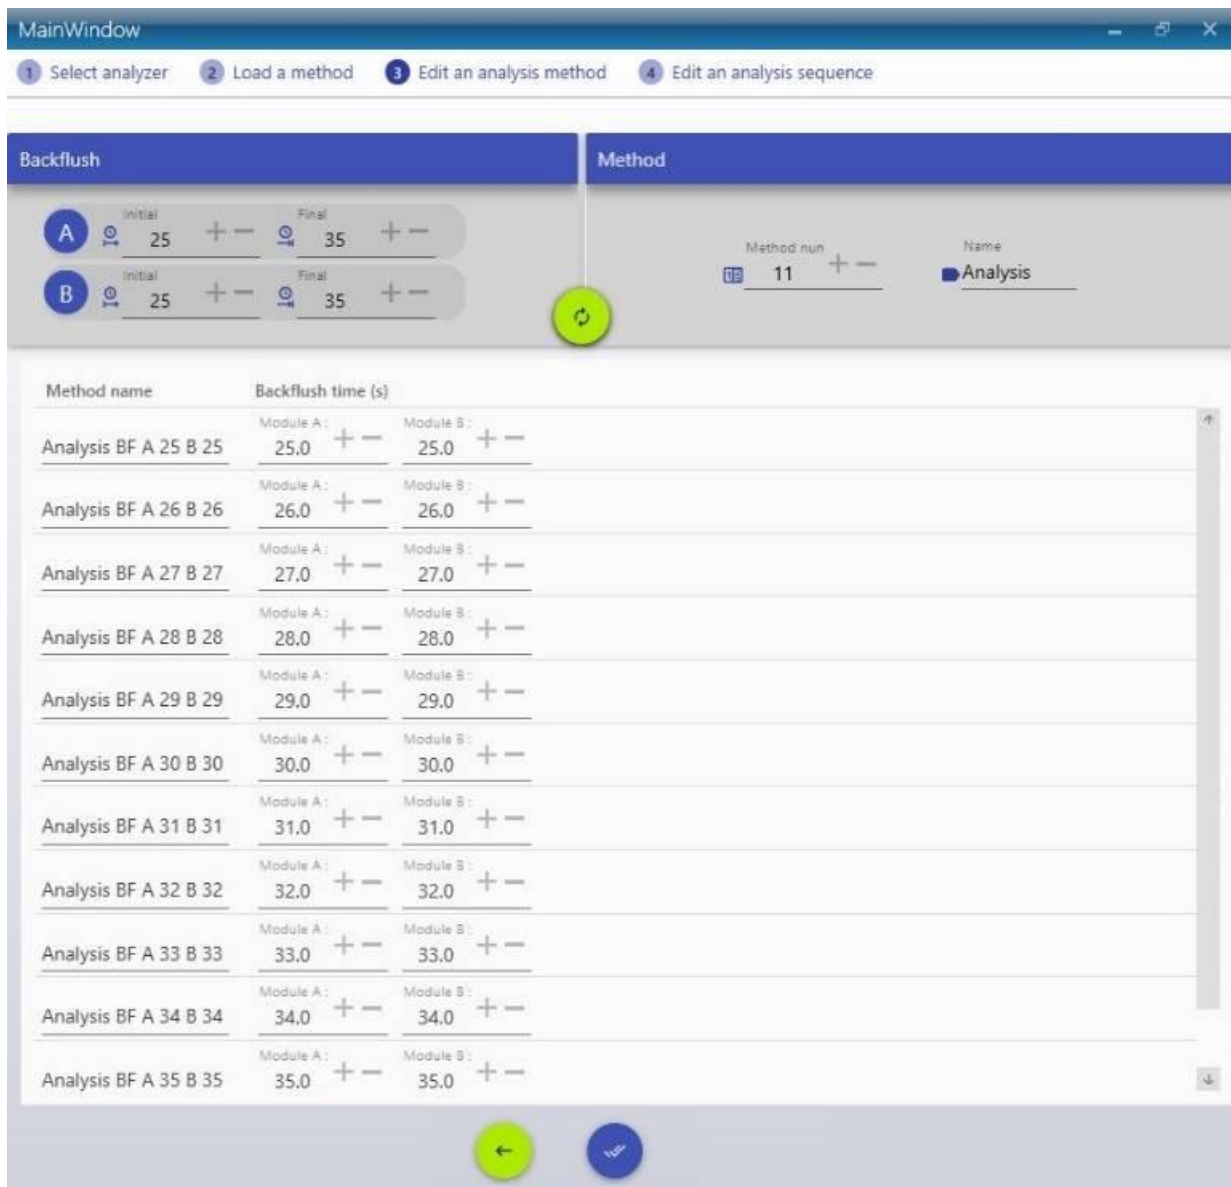 MainWindow
1 Select analyzer 2 Load a method 3 Edit an analysis method 4 Edit an analysis sequence
Backflush Method
Initial Final
A 25 35
Initial Final
B 25 35
Method nun Name
11 Analysis
Method name Backflush time (s)
Module A : Module B :
Analysis BF A 25 B 25 25.0 25.0
Module A : Module B :
Analysis BF A 26 B 26 26.0 26.0
Module A : Module B :
Analysis BF A 27 B 27 27.0 27.0
Module A : Module B :
Analysis BF A 28 B 28 28.0 28.0
Module A : Module B :
Analysis BF A 29 B 29 29.0 29.0
Module A : Module B :
Analysis BF A 30 B 30 30.0 30.0
Module A : Module B :
Analysis BF A 31 B 31 31.0 31.0
Module A : Module B :
Analysis BF A 32 B 32 32.0 32.0
Module A : Module B :
Analysis BF A 33 B 33 33.0 33.0
Module A : Module B :
Analysis BF A 34 B 34 34.0 34.0
Module A : Module B :
Analysis BF A 35 B 35 35.0 35.0